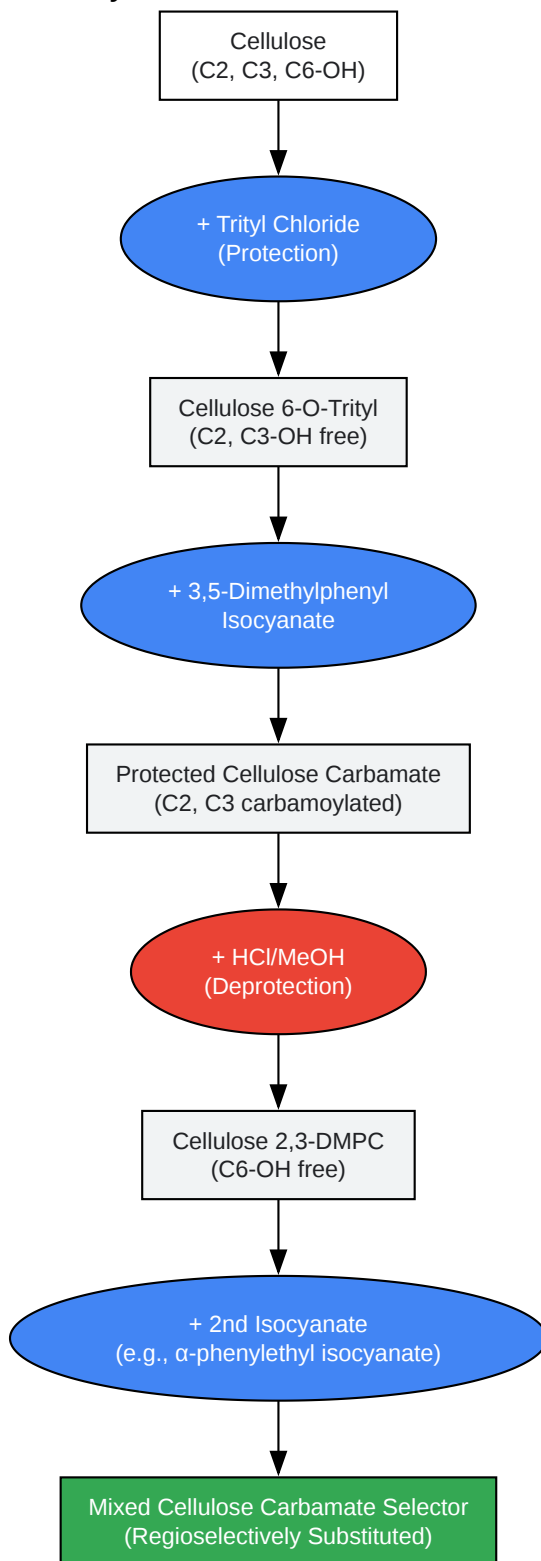 Cellulose
(C2, C3, C6-OH)
+ Trityl Chloride
(Protection)
Cellulose 6-O-Trityl
(C2, C3-OH free)
+ 3,5-Dimethylphenyl
Isocyanate
Protected Cellulose Carbamate
(C2, C3 carbamoylated)
+ HCl/MeOH
(Deprotection)
Cellulose 2,3-DMPC
(C6-OH free)
+ 2nd Isocyanate
(e.g., α-phenylethyl isocyanate)
Mixed Cellulose Carbamate Selector
(Regioselectively Substituted)